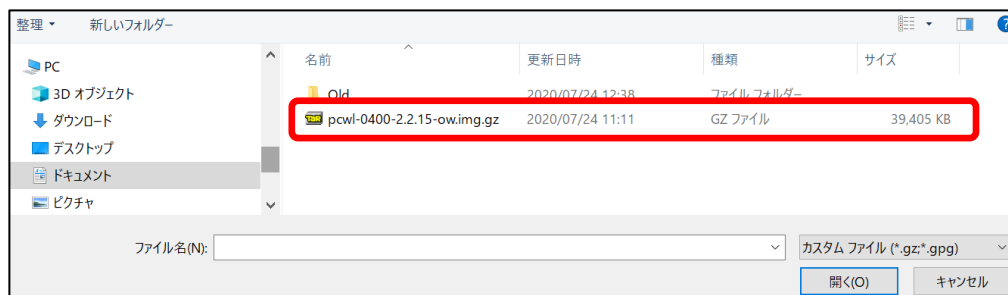 整理 新しいフォルダー
PC
3D オブジェクト
ダウンロード
デスクトップ
ドキュメント
ピクチャ
名前 更新日時 種類 サイズ
Old 2020/07/24 12:38 ファイル フォルダー
pcwl-0400-2.2.15-ow.img.gz 2020/07/24 11:11 GZ ファイル 39,405 KB
ファイル名(N): カスタム ファイル (*.gz;*.gpg)
開く(O) キャンセル